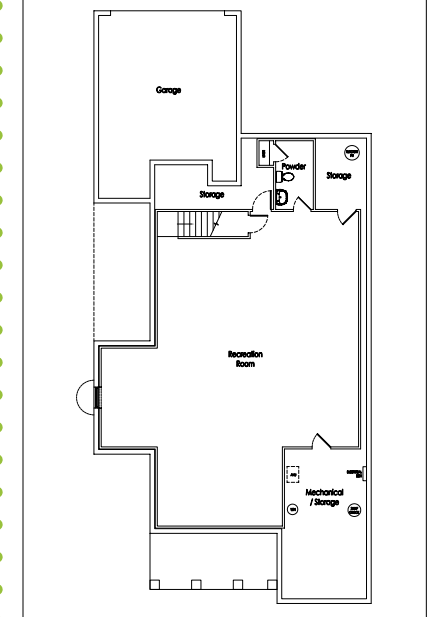 Garage
Powder
Storage
Storage
Recreation
Room
Mechanical
/ Storage